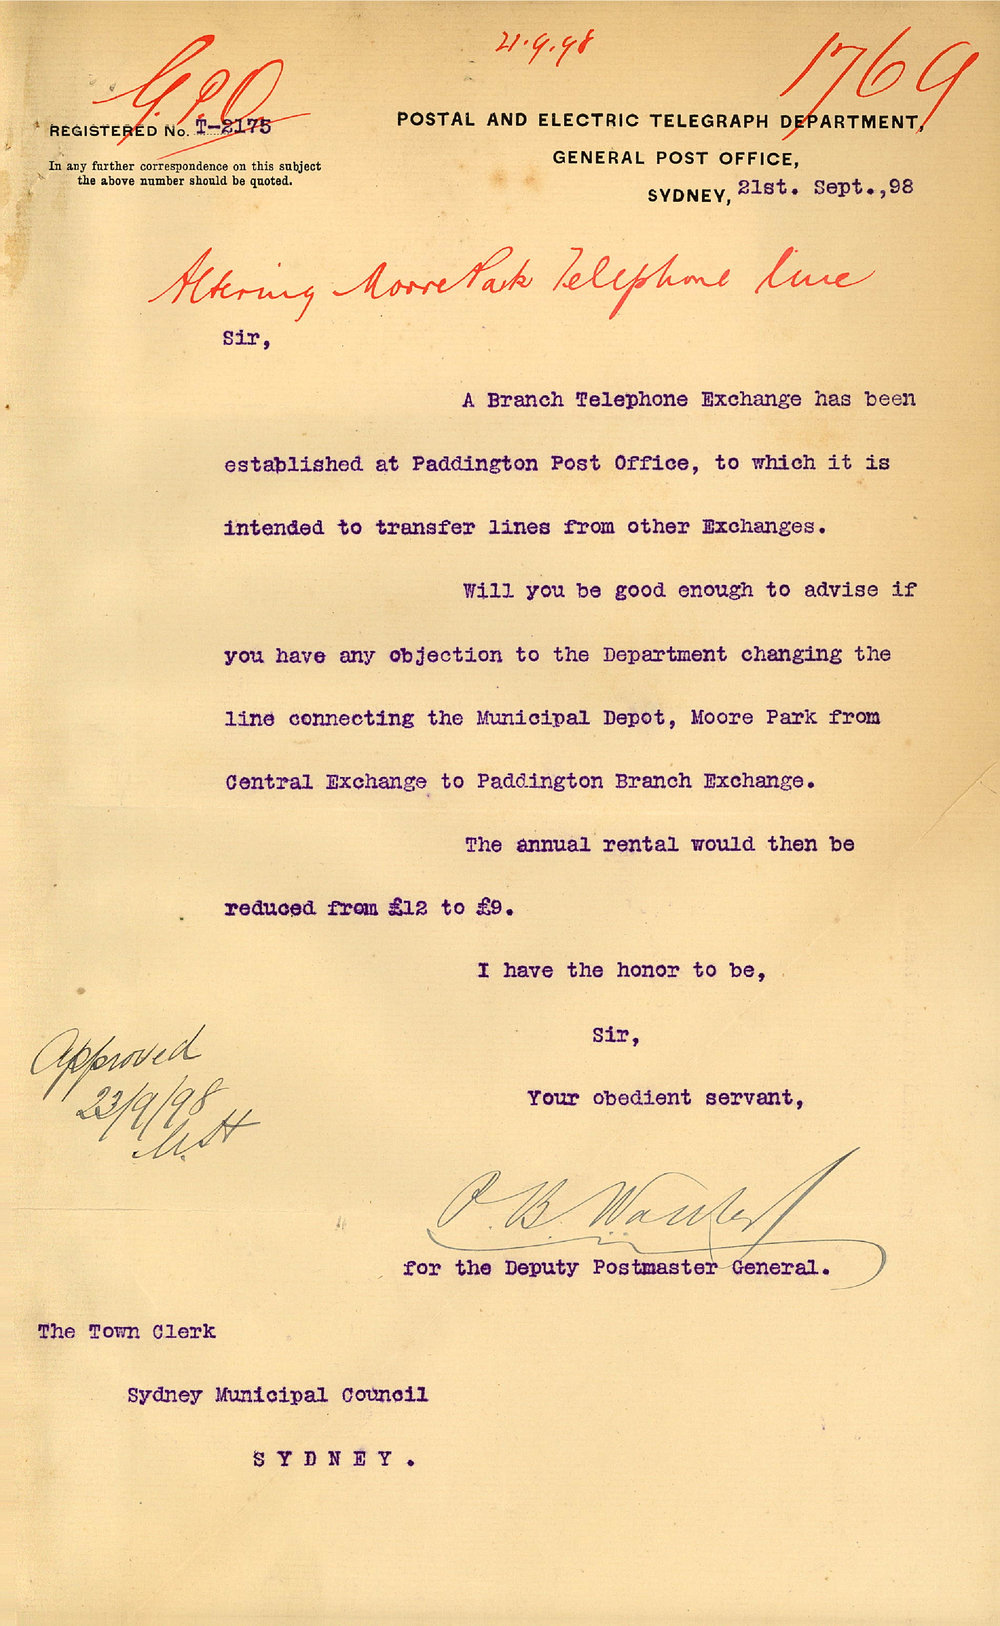 21.9.98
G.P.O.
1769
REGISTERED No. T-2175
In any further correspondence on this subject
the above number should be quoted.
POSTAL AND ELECTRIC TELEGRAPH DEPARTMENT,
GENERAL POST OFFICE,
SYDNEY, 21st. Sept.,98
Altering Moore Park Telephone line
Sir,
A Branch Telephone Exchange has been
established at Paddington Post Office, to which it is
intended to transfer lines from other Exchanges.
Will you be good enough to advise if
you have any objection to the Department changing the
line connecting the Municipal Depot, Moore Park from
Central Exchange to Paddington Branch Exchange.
The annual rental would then be
reduced from £12 to £9.
I have the honor to be,
Sir,
Your obedient servant,
Approved
23/9/98
for the Deputy Postmaster General.
The Town Clerk
Sydney Municipal Council
SYDNEY.